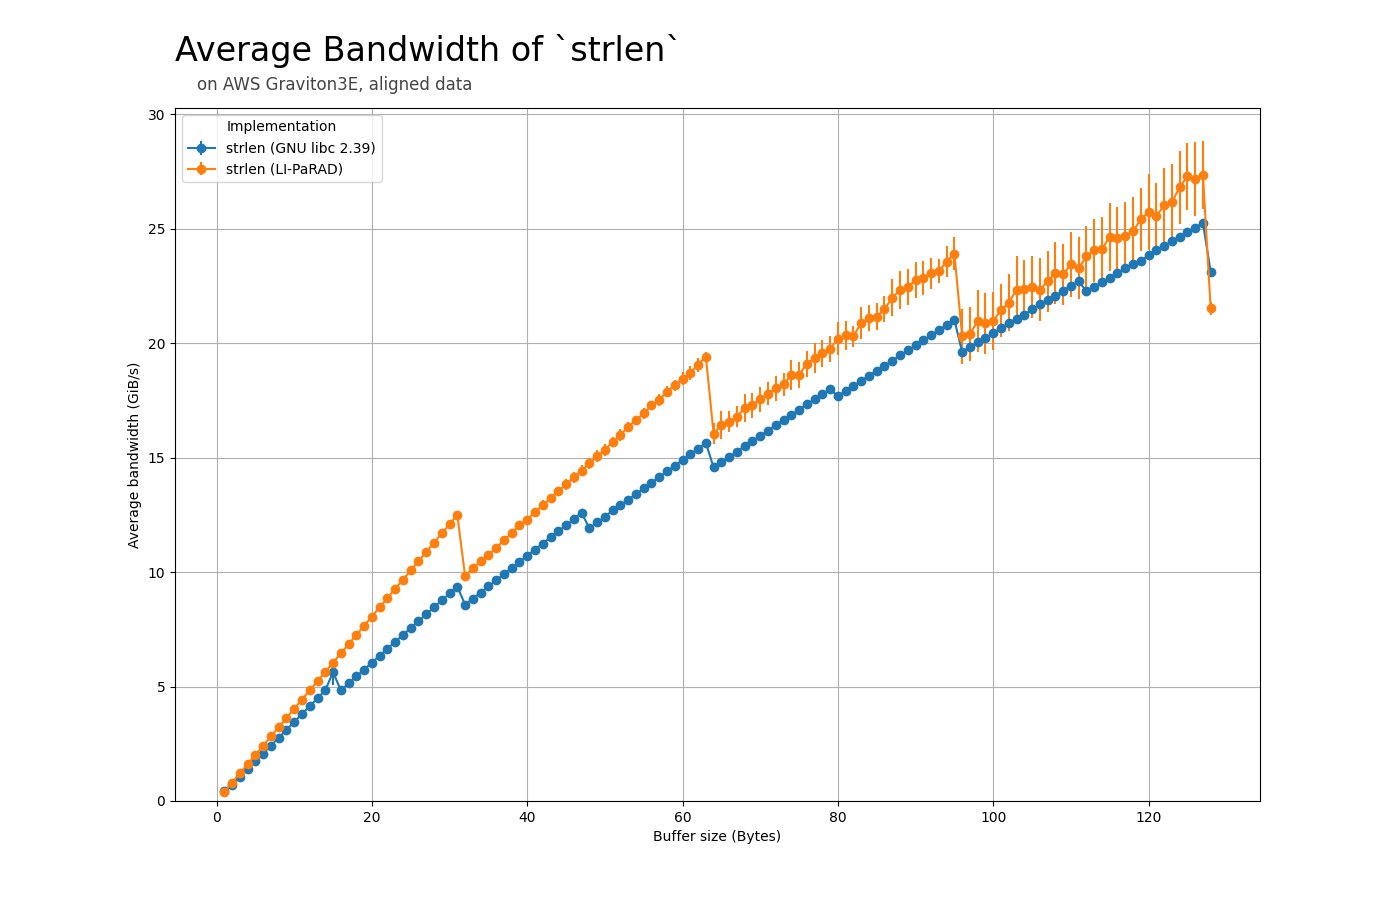 Average Bandwidth of `strlen`
on AWS Graviton3E, aligned data
Implementation
strlen (GNU libc 2.39)
strlen (LI-PaRAD)
Average bandwidth (GiB/s)
30
25
20
15
10
5
0
0 20 40 60 80 100 120
Buffer size (Bytes)